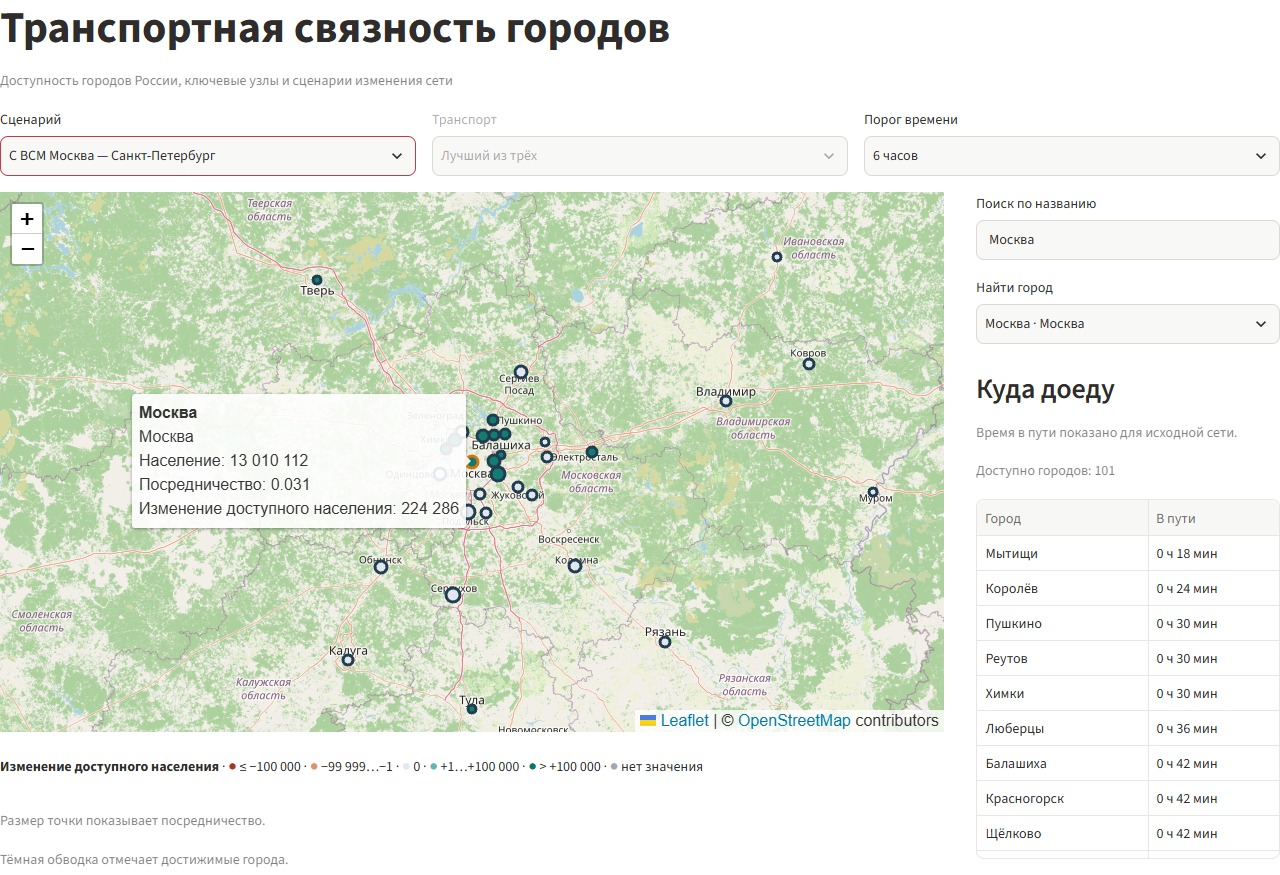 Транспортная связность городов
Доступность городов России, ключевые узлы и сценарии изменения сети
Сценарий
Транспорт
Порог времени
С ВСМ Москва — Санкт-Петербург
Лучший из трёх
6 часов
+
−
Тверская
область
Ивановская
область
Тверь
Ковров
Сергиев
Посад
Владимир
Владимирская
область
Пушкино
Балашиха
Электросталь
Москва
Московская
область
Жуковский
Муром
Воскресенск
Коломна
Обнинск
Серпухов
Смоленская
область
Рязань
Калуга
Калужская
область
Рязанская
область
Тула
Новомосковск
Москва
Москва
Население: 13 010 112
Посредничество: 0.031
Изменение доступного населения: 224 286
Leaflet | © OpenStreetMap contributors
Изменение доступного населения · ≤ −100 000 · −99 999…−1 · 0 · +1…+100 000 · > +100 000 · нет значения
Размер точки показывает посредничество.
Тёмная обводка отмечает достижимые города.
Поиск по названию
Москва
Найти город
Москва · Москва
Куда доеду
Время в пути показано для исходной сети.
Доступно городов: 101
Город В пути
Мытищи 0 ч 18 мин
Королёв 0 ч 24 мин
Пушкино 0 ч 30 мин
Реутов 0 ч 30 мин
Химки 0 ч 30 мин
Люберцы 0 ч 36 мин
Балашиха 0 ч 42 мин
Красногорск 0 ч 42 мин
Щёлково 0 ч 42 мин